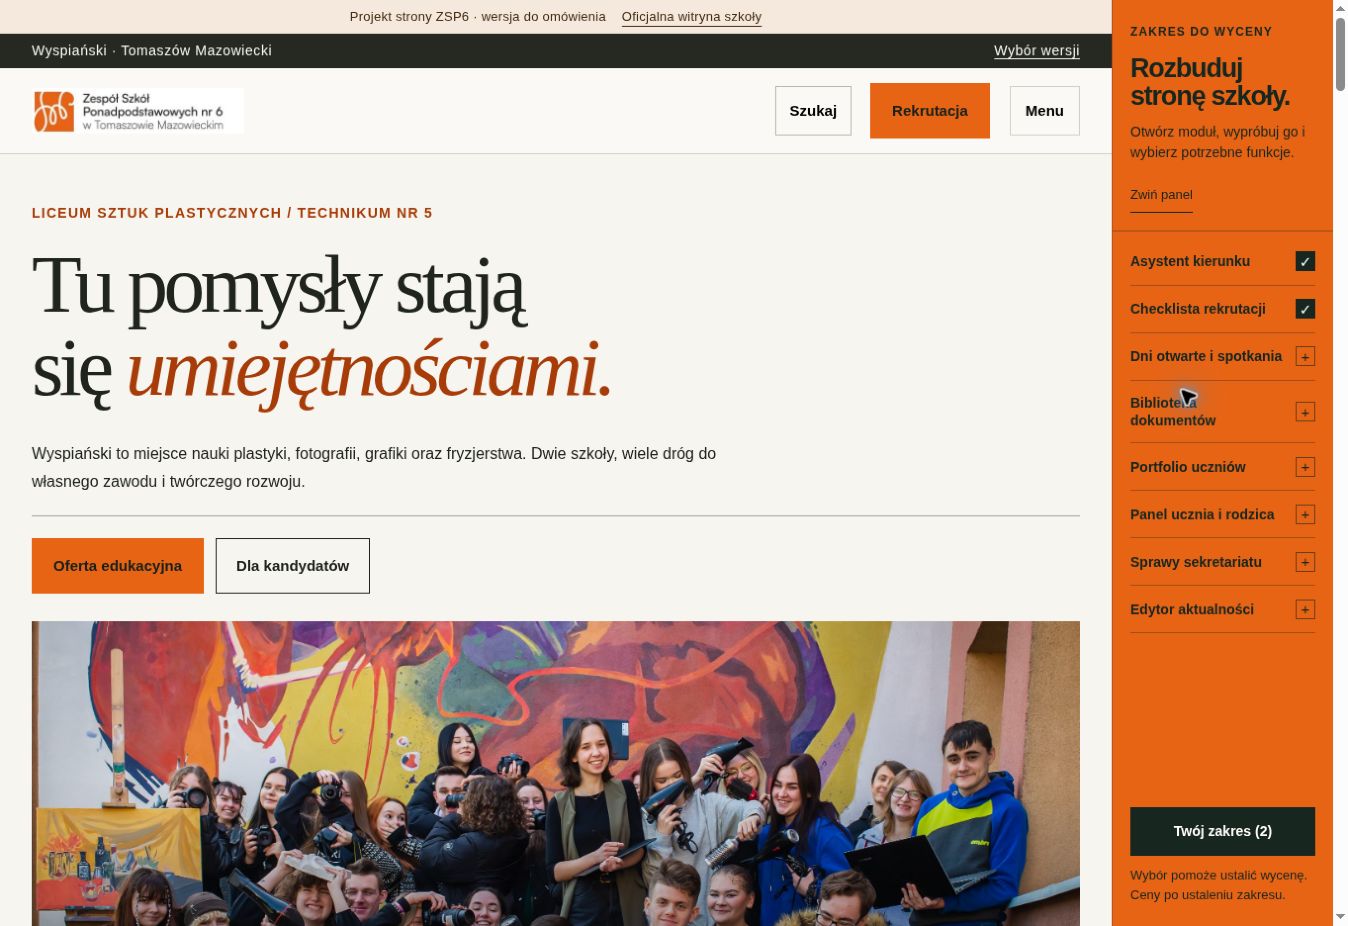 Projekt strony ZSP6 · wersja do omówienia Oficjalna witryna szkoły
Wyspiański · Tomaszów Mazowiecki
Wybór wersji
Zespół Szkół
Ponadpodstawowych nr 6
w Tomaszowie Mazowieckim
Szukaj
Rekrutacja
Menu
LICEUM SZTUK PLASTYCZNYCH / TECHNIKUM NR 5
Tu pomysły stają
się umiejętnościami.
Wyspiański to miejsce nauki plastyki, fotografii, grafiki oraz fryzjerstwa. Dwie szkoły, wiele dróg do
własnego zawodu i twórczego rozwoju.
Oferta edukacyjna
Dla kandydatów
ZAKRES DO WYCENY
Rozbuduj
stronę szkoły.
Otwórz moduł, wypróbuj go i
wybierz potrzebne funkcje.
Zwiń panel
Asystent kierunku ✓
Checklista rekrutacji ✓
Dni otwarte i spotkania +
Biblioteka
dokumentów +
Portfolio uczniów +
Panel ucznia i rodzica +
Sprawy sekretariatu +
Edytor aktualności +
Twój zakres (2)
Wybór pomoże ustalić wycenę.
Ceny po ustaleniu zakresu.